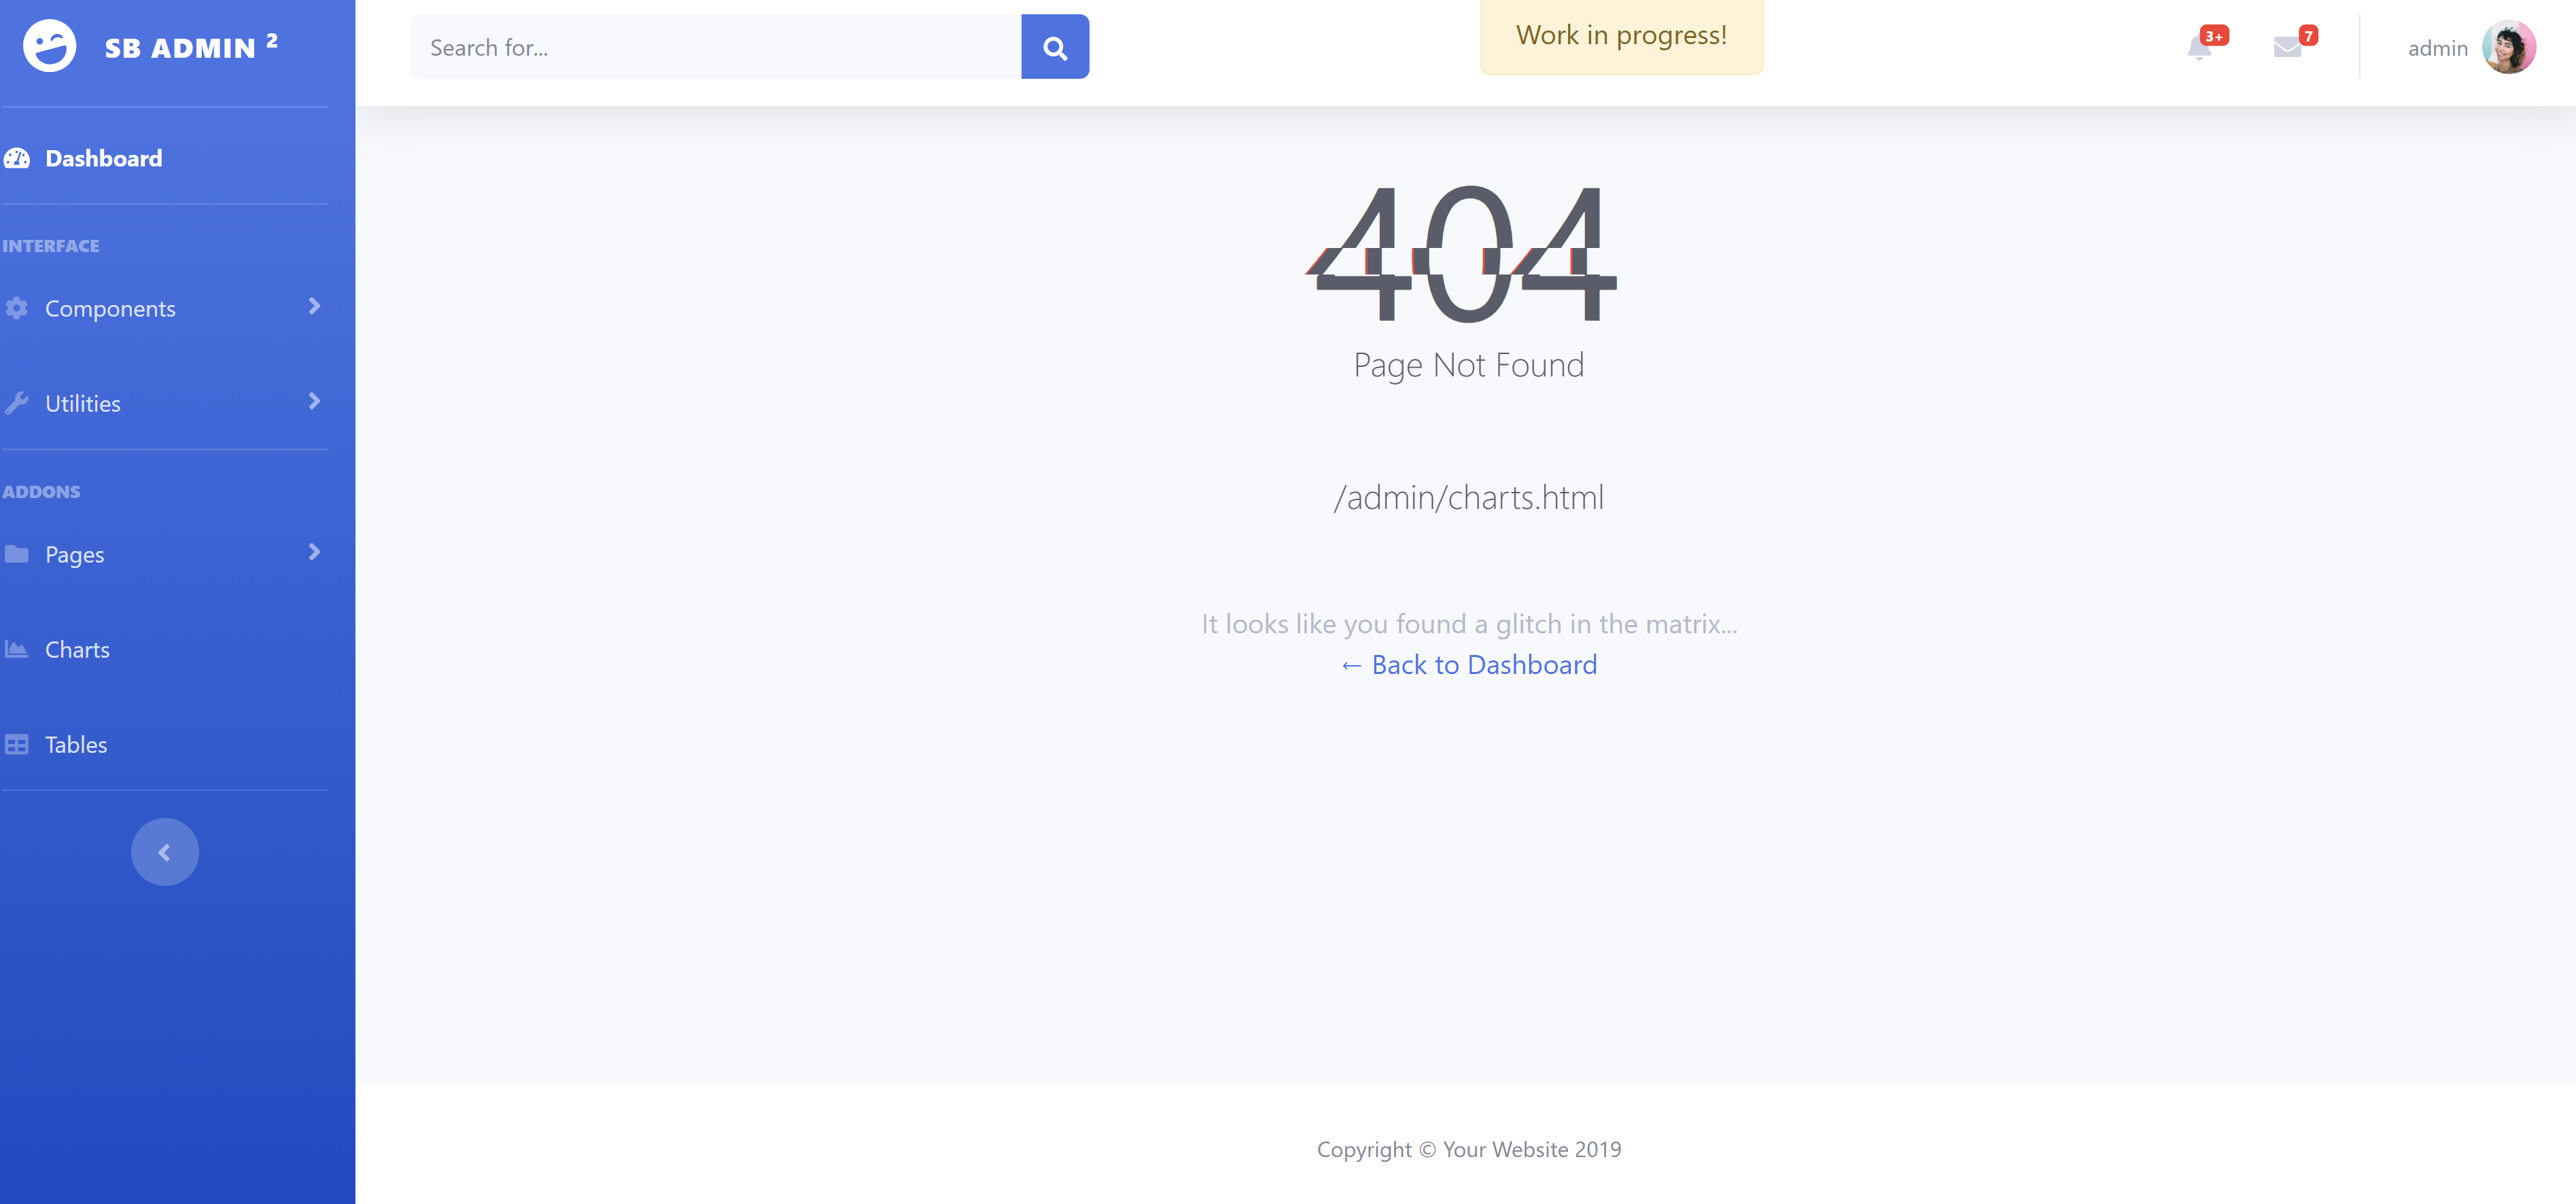 SB ADMIN 2
Search for...
Work in progress!
3+
7
admin
Dashboard
INTERFACE
Components
Utilities
ADDONS
Pages
Charts
Tables
404
Page Not Found
/admin/charts.html
It looks like you found a glitch in the matrix...
← Back to Dashboard
Copyright © Your Website 2019